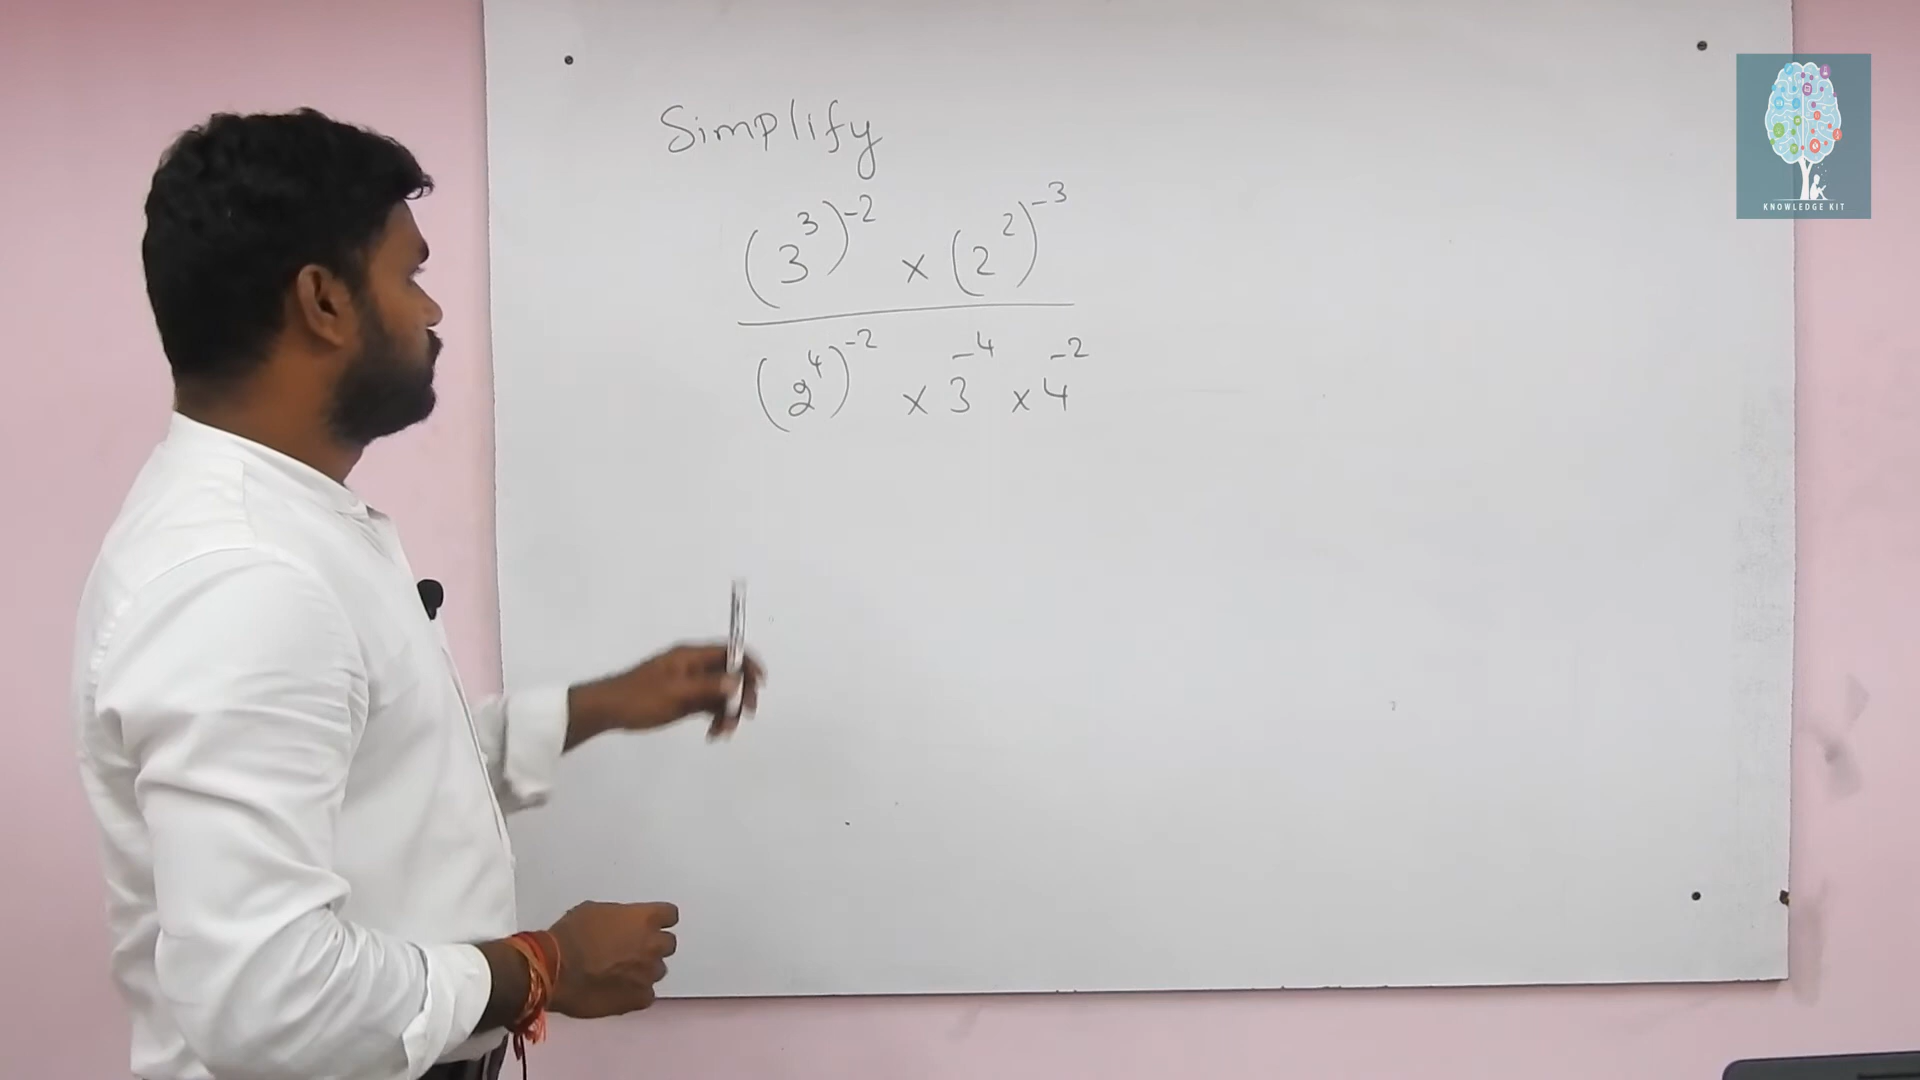 Simplify
(3³)⁻² × (2²)⁻³
(2⁴)⁻² × 3⁻⁴ × 4⁻²
KNOWLEDGE KIT